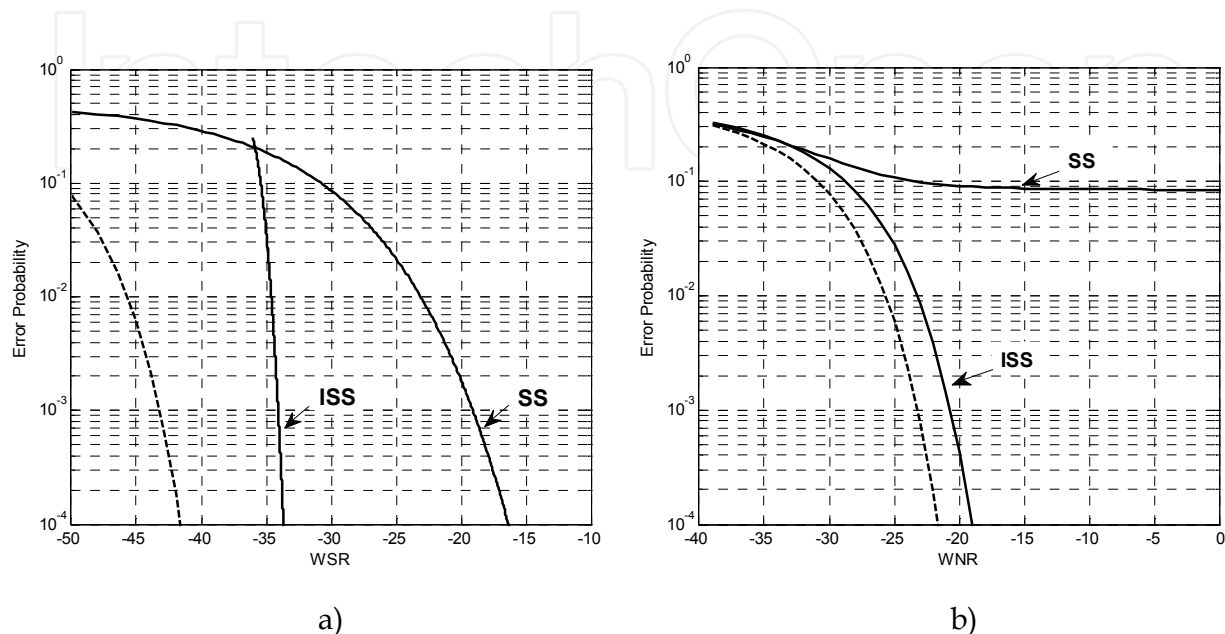 IntechOpen
10^0
10^-1
10^-2
10^-3
10^-4
Error Probability
ISS
SS
-50 -45 -40 -35 -30 -25 -20 -15 -10
WSR
a)
10^0
10^-1
10^-2
10^-3
10^-4
Error Probability
SS
ISS
-40 -35 -30 -25 -20 -15 -10 -5 0
WNR
b)